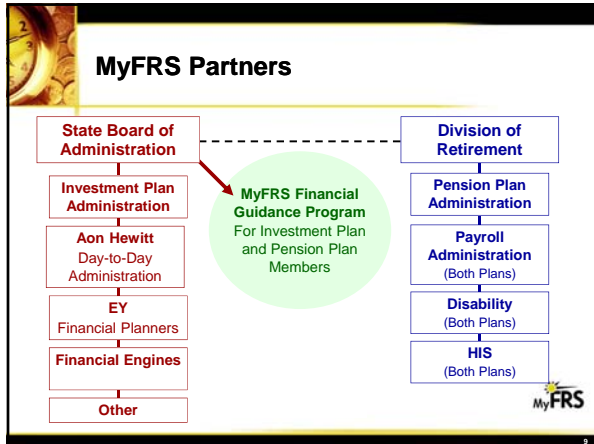 MyFRS Partners
State Board of
Administration
Investment Plan
Administration
Aon Hewitt
Day-to-Day
Administration
EY
Financial Planners
Financial Engines
Other
MyFRS Financial
Guidance Program
For Investment Plan
and Pension Plan
Members
Division of
Retirement
Pension Plan
Administration
Payroll
Administration
(Both Plans)
Disability
(Both Plans)
HIS
(Both Plans)
MyFRS
9